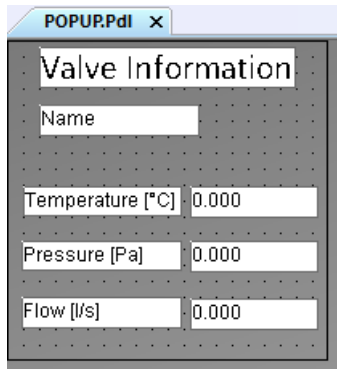 POPUP.Pdl X
Valve Information
Name
Temperature [°C] 0.000
Pressure [Pa] 0.000
Flow [l/s] 0.000